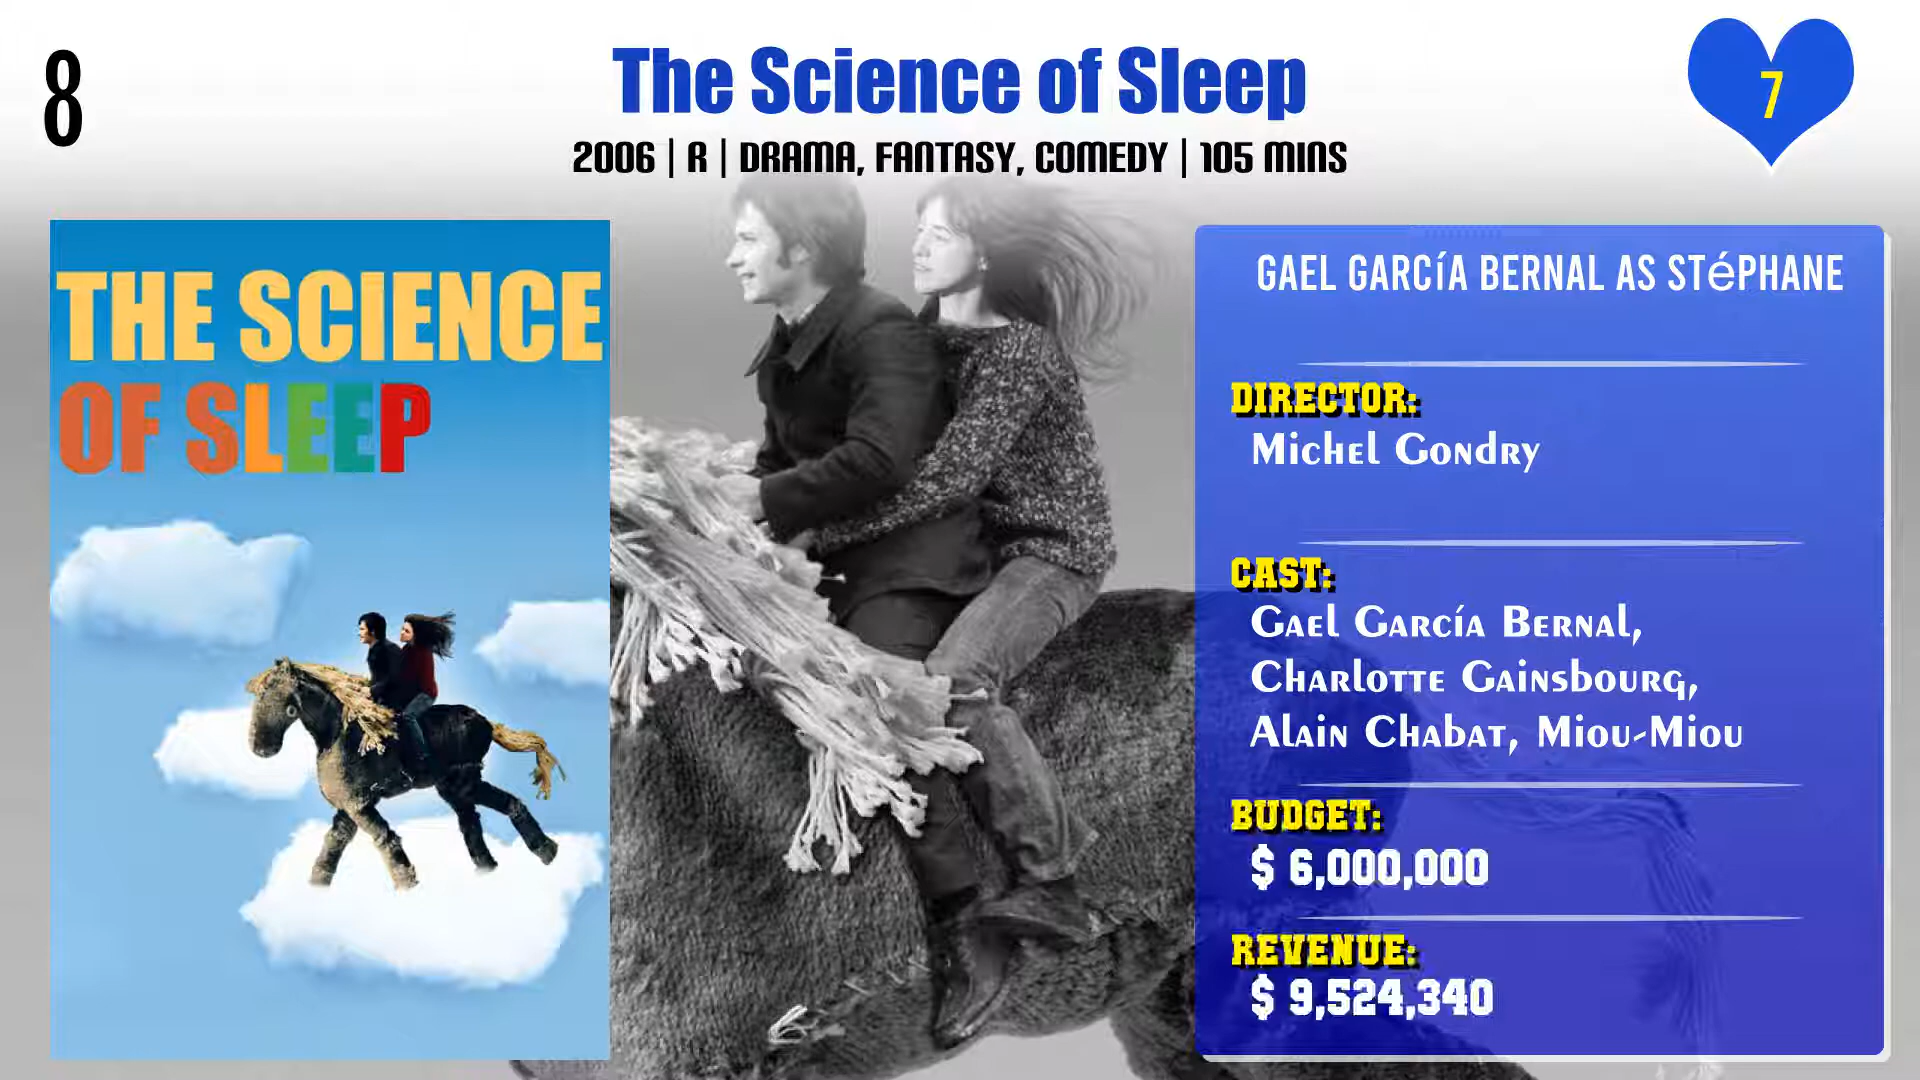 8
The Science of Sleep
7
2006 | R | DRAMA, FANTASY, COMEDY | 105 MINS
THE SCIENCE
OF SLEEP
GAEL GARCÍA BERNAL AS STéPHANE
DIRECTOR:
Michel Gondry
CAST:
Gael García Bernal,
Charlotte Gainsbourg,
Alain Chabat, Miou-Miou
BUDGET:
$ 6,000,000
REVENUE:
$ 9,524,340